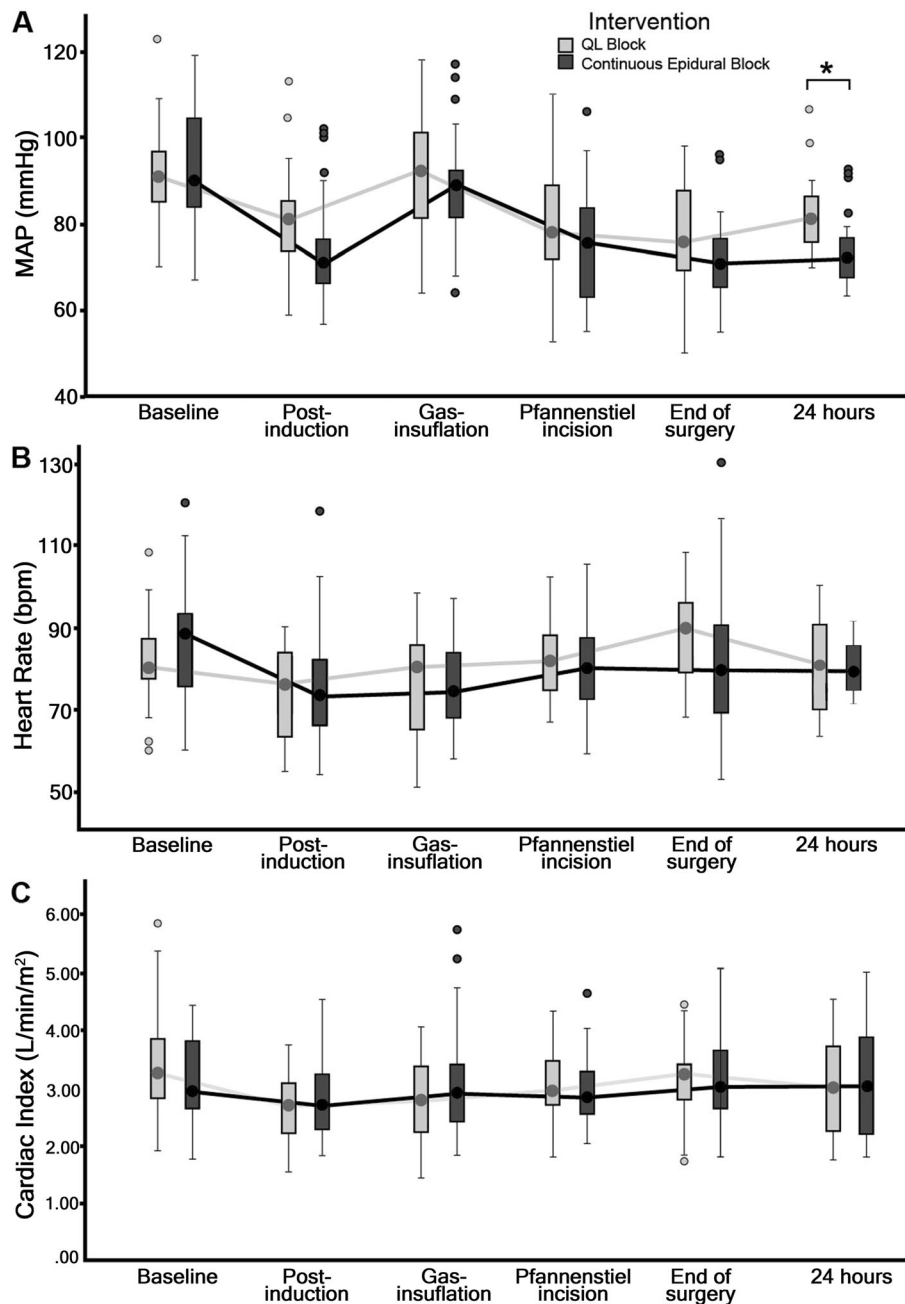 A
Intervention
QL Block
Continuous Epidural Block
*
MAP (mmHg)
120
100
80
60
40
Baseline
Post-
induction
Gas-
insuflation
Pfannenstiel
incision
End of
surgery
24 hours
B
Heart Rate (bpm)
130
110
90
70
50
Baseline
Post-
induction
Gas-
insuflation
Pfannenstiel
incision
End of
surgery
24 hours
C
Cardiac Index (L/min/m²)
6.00
5.00
4.00
3.00
2.00
1.00
.00
Baseline
Post-
induction
Gas-
insuflation
Pfannenstiel
incision
End of
surgery
24 hours